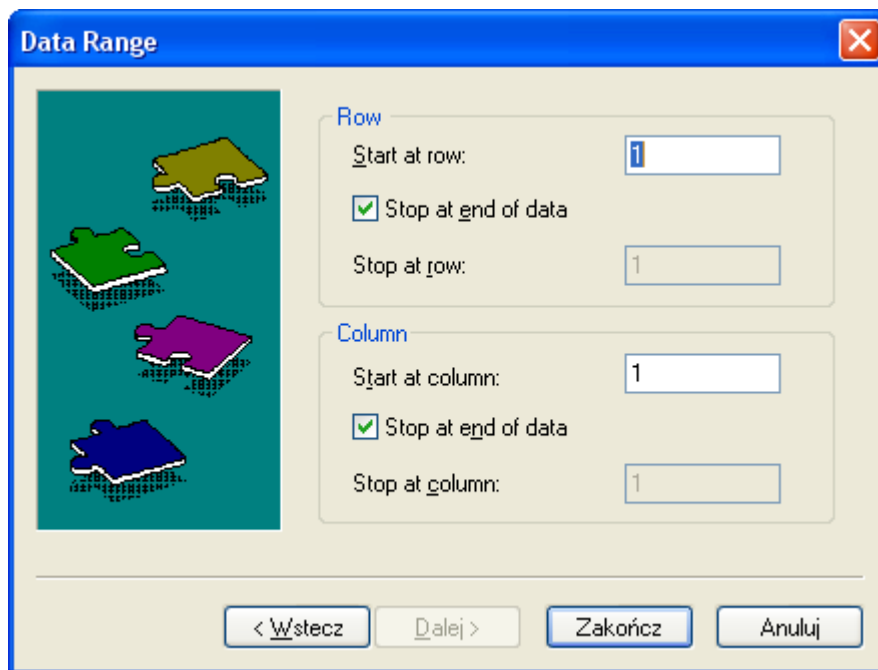 Data Range
Row
Start at row: 1
Stop at end of data
Stop at row: 1
Column
Start at column: 1
Stop at end of data
Stop at column: 1
< Wstecz Dalej > Zakończ Anuluj